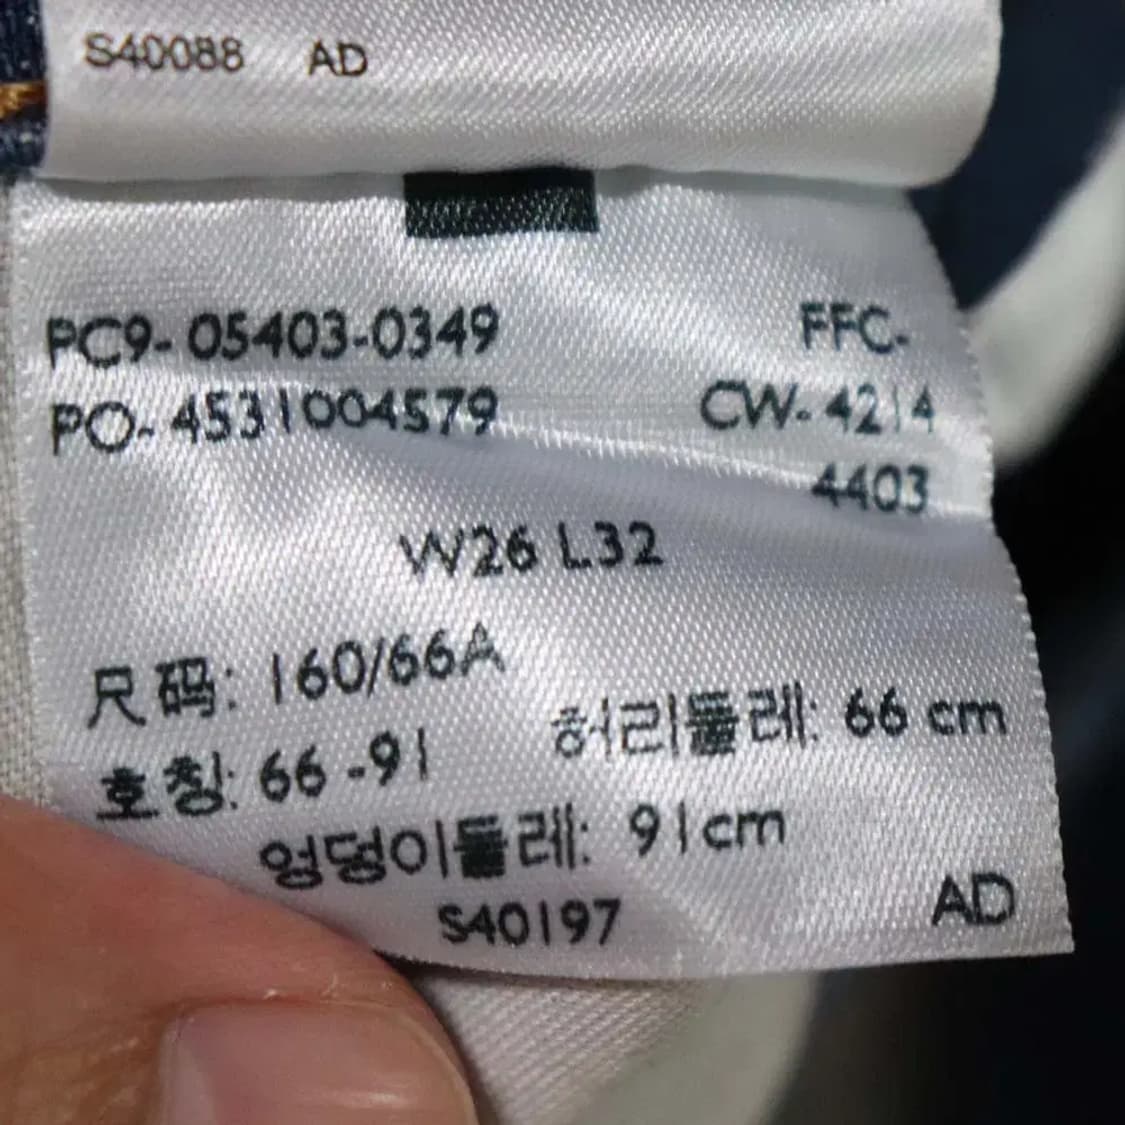 S40088 AD
PC9- 05403-0349 FFC-
PO- 4531004579 CW- 4214
4403
W26 L32
尺码: 160/66A
호칭: 66 -91 허리둘레: 66 cm
엉덩이둘레: 91cm
S40197 AD